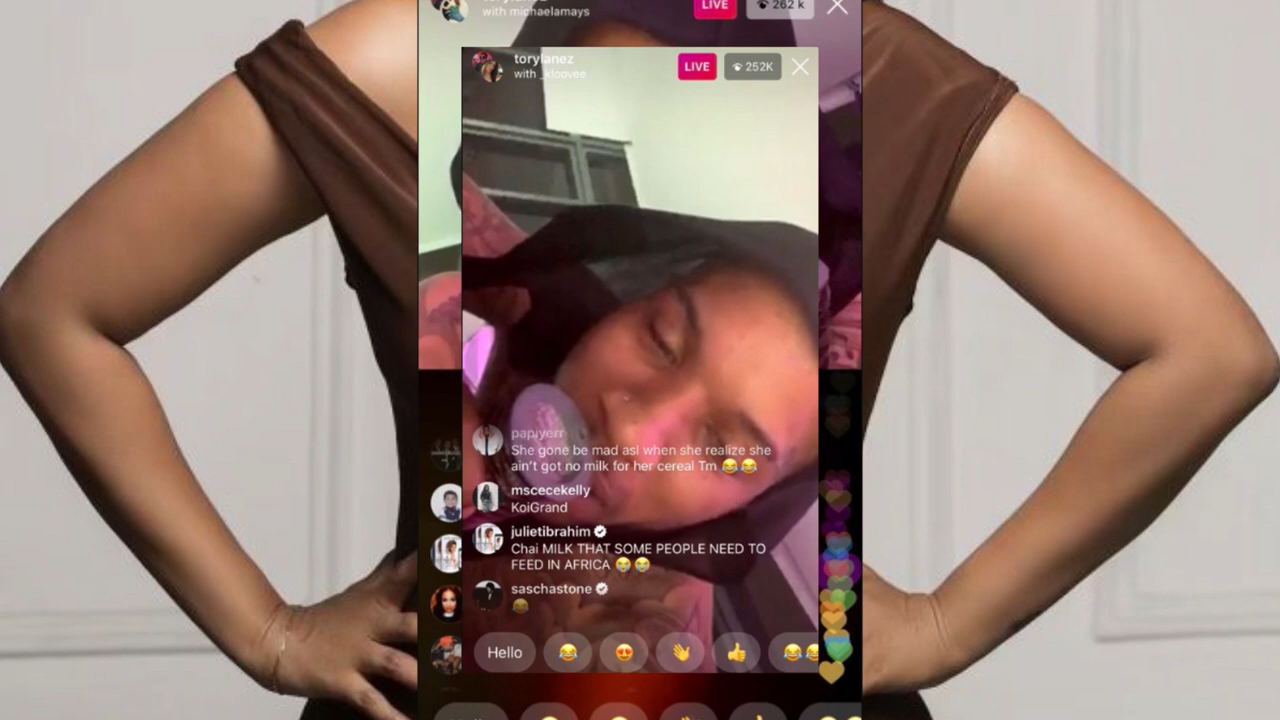 with michaelamays
LIVE
262 k
torylanez
with _kloovee
LIVE
252K
papiyerr
She gone be mad asl when she realize she
ain't got no milk for her cereal Tm 😂😂
mscecekelly
KoiGrand
julietibrahim
Chai MILK THAT SOME PEOPLE NEED TO
FEED IN AFRICA 😭😭
saschastone
😂
Hello